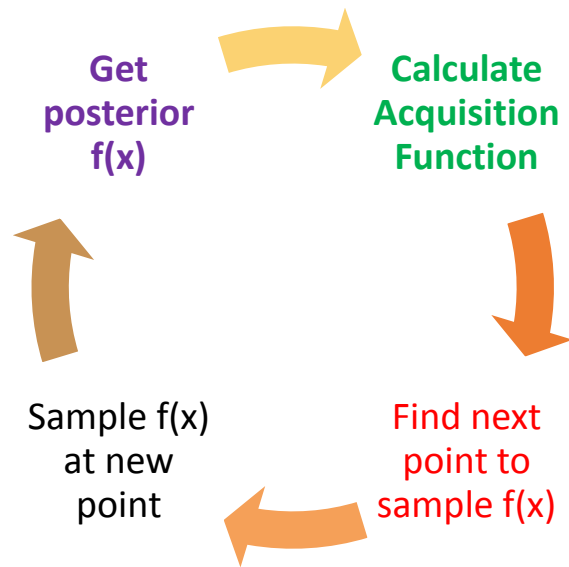 Get
posterior
f(x)
Calculate
Acquisition
Function
Find next
point to
sample f(x)
Sample f(x)
at new
point